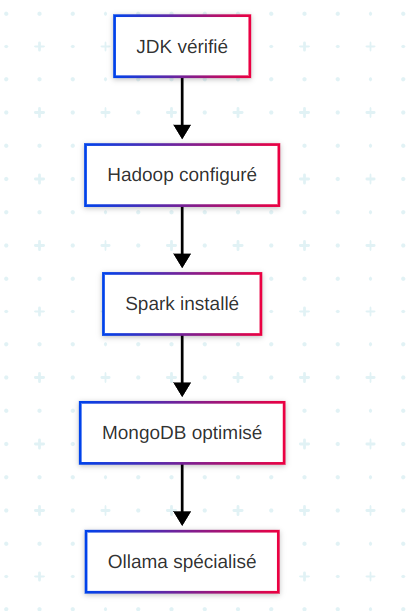 JDK vérifié
Hadoop configuré
Spark installé
MongoDB optimisé
Ollama spécialisé